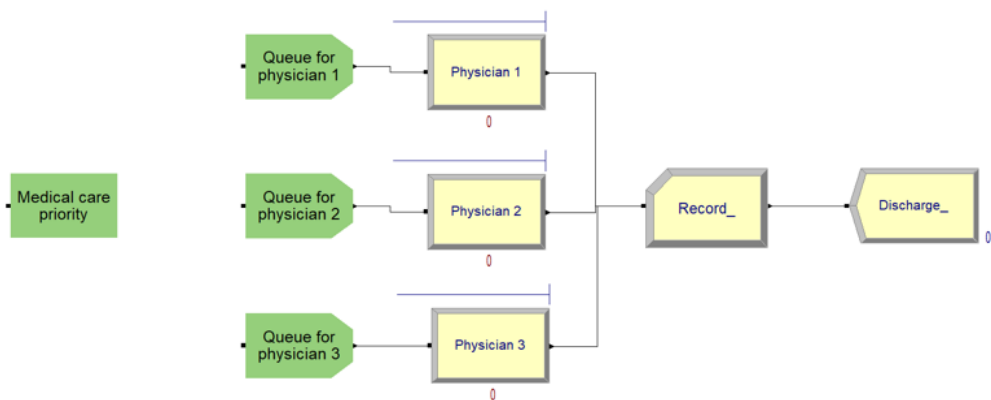 Queue for
physician 1
Physician 1
0
Medical care
priority
Queue for
physician 2
Physician 2
0
Record_
Discharge_
0
Queue for
physician 3
Physician 3
0